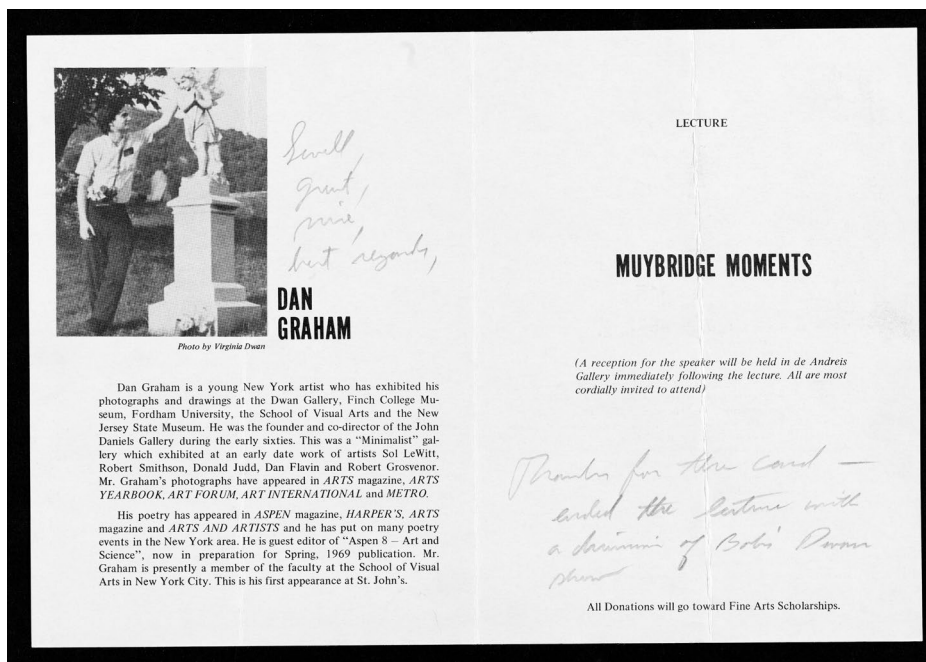 best regards,
DAN
GRAHAM
Photo by Virginia Dwan
Dan Graham is a young New York artist who has exhibited his
photographs and drawings at the Dwan Gallery, Finch College Mu-
seum, Fordham University, the School of Visual Arts and the New
Jersey State Museum. He was the founder and co-director of the John
Daniels Gallery during the early sixties. This was a “Minimalist” gal-
lery which exhibited at an early date work of artists Sol LeWitt,
Robert Smithson, Donald Judd, Dan Flavin and Robert Grosvenor.
Mr. Graham's photographs have appeared in ARTS magazine, ARTS
YEARBOOK, ART FORUM, ART INTERNATIONAL and METRO.
His poetry has appeared in ASPEN magazine, HARPER'S, ARTS
magazine and ARTS AND ARTISTS and he has put on many poetry
events in the New York area. He is guest editor of “Aspen 8 – Art and
Science”, now in preparation for Spring, 1969 publication. Mr.
Graham is presently a member of the faculty at the School of Visual
Arts in New York City. This is his first appearance at St. John's.
LECTURE
MUYBRIDGE MOMENTS
(A reception for the speaker will be held in de Andreis
Gallery immediately following the lecture. All are most
cordially invited to attend)
Thanks for the card —
ended the lecture with
a of Bob's Dwan
show
All Donations will go toward Fine Arts Scholarships.